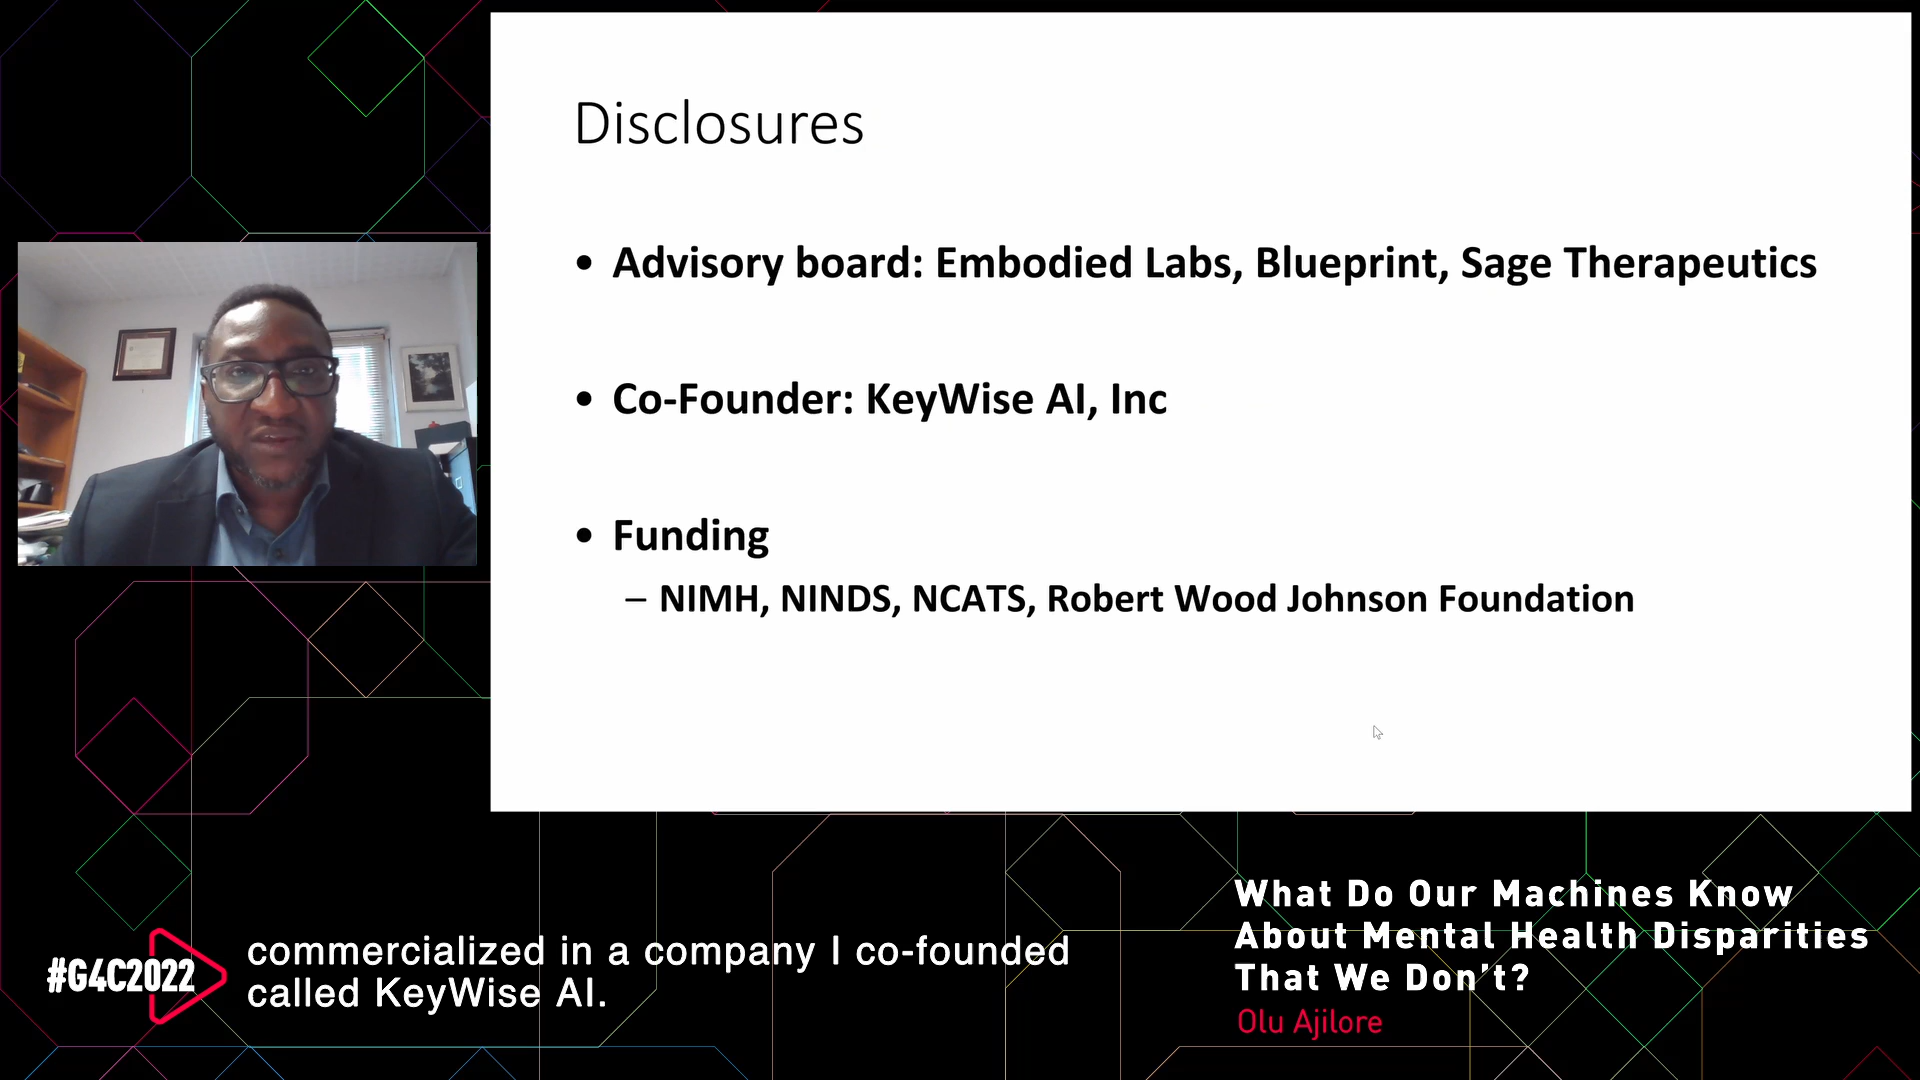 Disclosures
• Advisory board: Embodied Labs, Blueprint, Sage Therapeutics
• Co-Founder: KeyWise AI, Inc
• Funding
– NIMH, NINDS, NCATS, Robert Wood Johnson Foundation
#G4C2022
commercialized in a company I co-founded
called KeyWise AI.
What Do Our Machines Know
About Mental Health Disparities
That We Don't?
Olu Ajilore